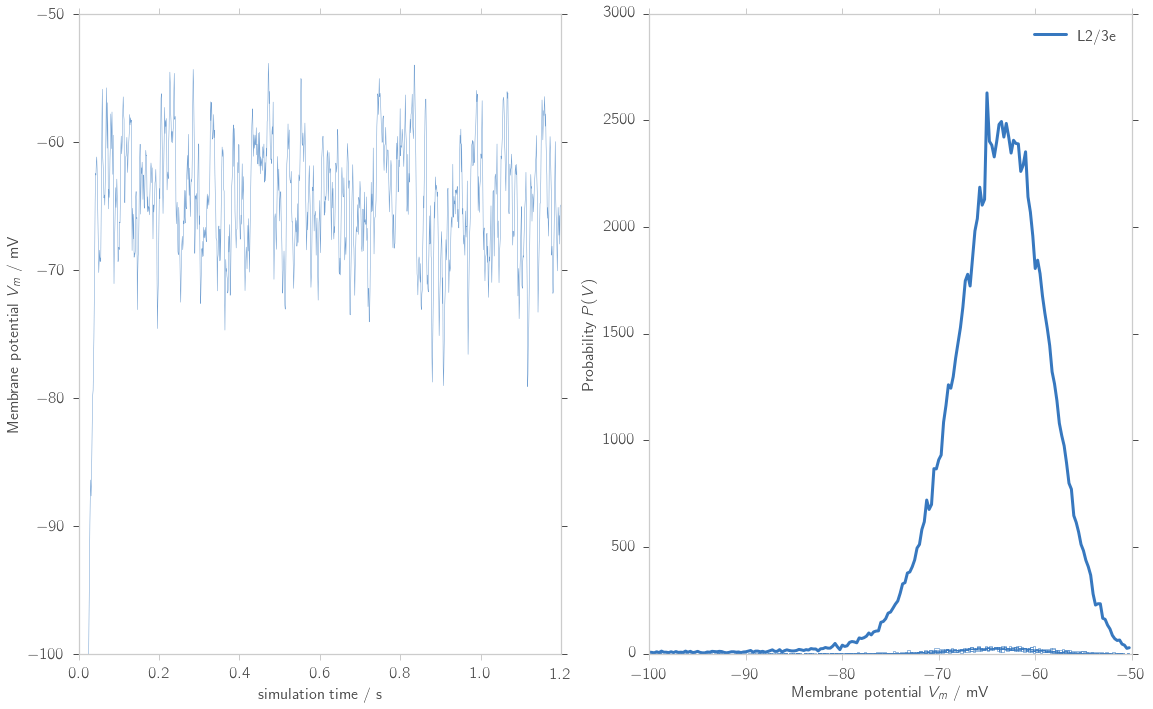 −50
−60
−70
−80
−90
−100
0.0 0.2 0.4 0.6 0.8 1.0 1.2
simulation time / s
Membrane potential Vm / mV
3000
2500
2000
1500
1000
500
0
−100 −90 −80 −70 −60 −50
Membrane potential Vm / mV
Probability P(V)
L2/3e